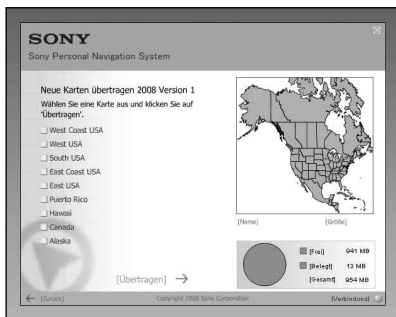 SONY
Sony Personal Navigation System
Neue Karten übertragen 2008 Version 1
Wählen Sie eine Karte aus und klicken Sie auf
'Übertragen'.
West Coast USA
West USA
South USA
East Coast USA
East USA
Puerto Rico
Hawaii
Canada
Alaska
[Name] [Größe]
[Frei] 941 MB
[Belegt] 13 MB
[Gesamt] 954 MB
[Übertragen]
[Zurück] Copyright 2008 Sony Corporation [Verbindung]